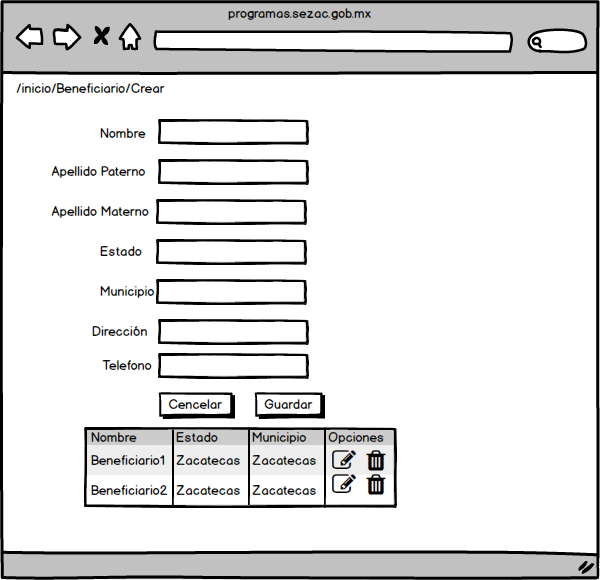 programas.sezac.gob.mx
/inicio/Beneficiario/Crear
Nombre
Apellido Paterno
Apellido Materno
Estado
Municipio
Dirección
Telefono
Cencelar Guardar
Nombre Estado Municipio Opciones
Beneficiario1 Zacatecas Zacatecas
Beneficiario2 Zacatecas Zacatecas